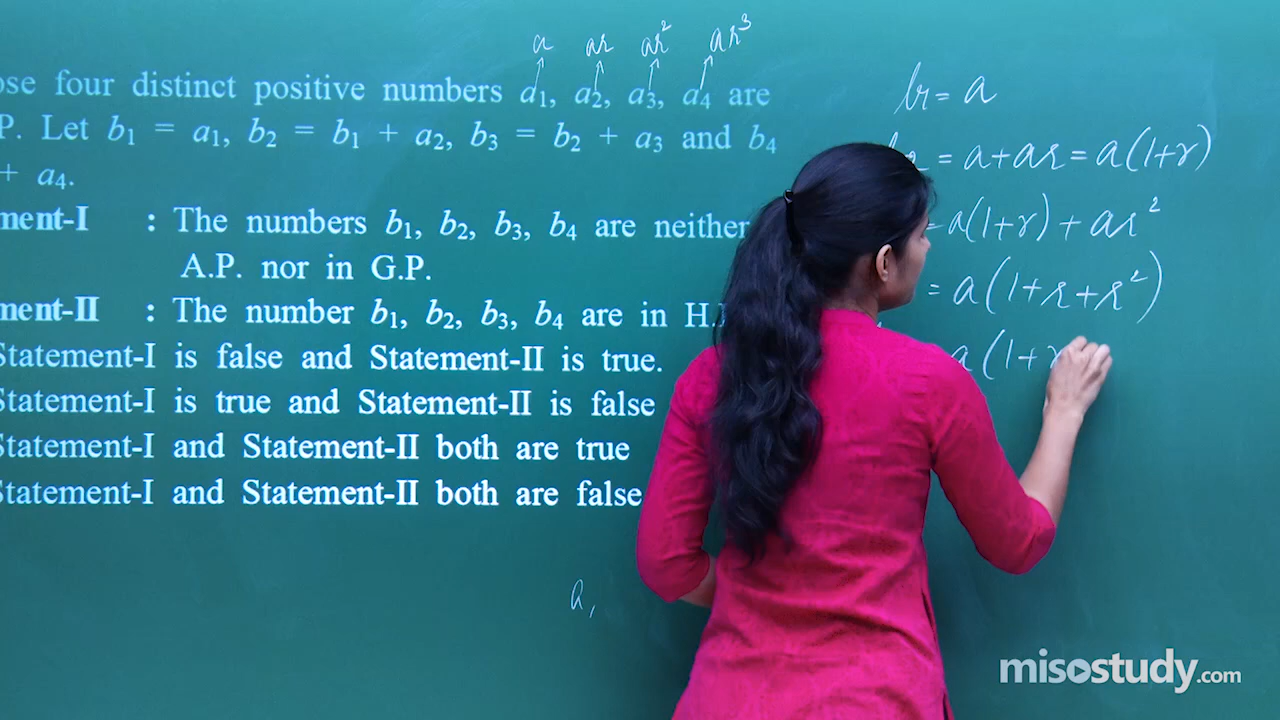 a ar ar² ar³
ose four distinct positive numbers a₁, a₂, a₃, a₄ are
P. Let b₁ = a₁, b₂ = b₁ + a₂, b₃ = b₂ + a₃ and b₄
+ a₄.
ment-I : The numbers b₁, b₂, b₃, b₄ are neither
A.P. nor in G.P.
ment-II : The number b₁, b₂, b₃, b₄ are in H.
Statement-I is false and Statement-II is true.
Statement-I is true and Statement-II is false
Statement-I and Statement-II both are true
Statement-I and Statement-II both are false
a,
= a
= a+ar = a(1+r)
= a(1+r) + ar²
= a(1+r+r²)
a(1+r
misostudy.com